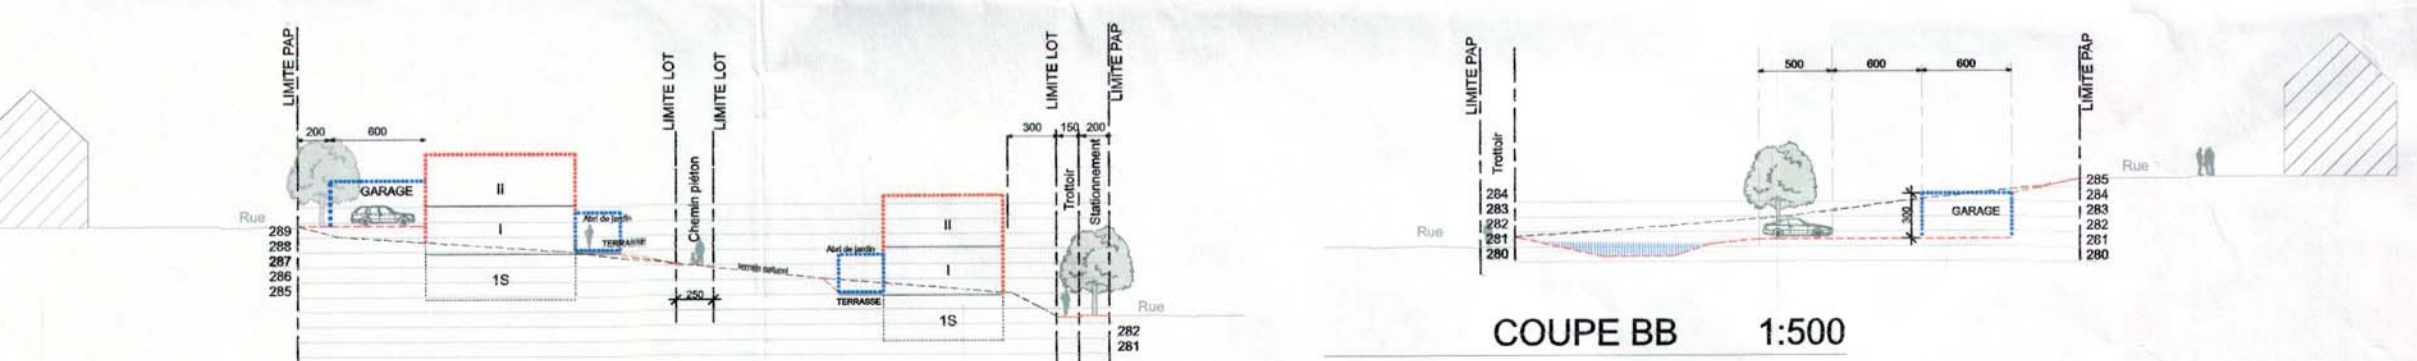 LIMITE PAP
LIMITE LOT
LIMITE LOT
LIMITE LOT
LIMITE PAP
200
600
300
150
200
Chemin piéton
Trottoir
Stationnement
GARAGE
Ii
I
1S
Abri de jardin
TERRASSE
Rue
289
288
287
286
285
250
terrain naturel
Abri de jardin
TERRASSE
II
I
1S
Rue
282
281
LIMITE PAP
Trottoir
500
600
600
LIMITE PAP
Rue
284
283
282
281
280
300
GARAGE
285
284
283
282
261
280
Rue
COUPE BB 1:500